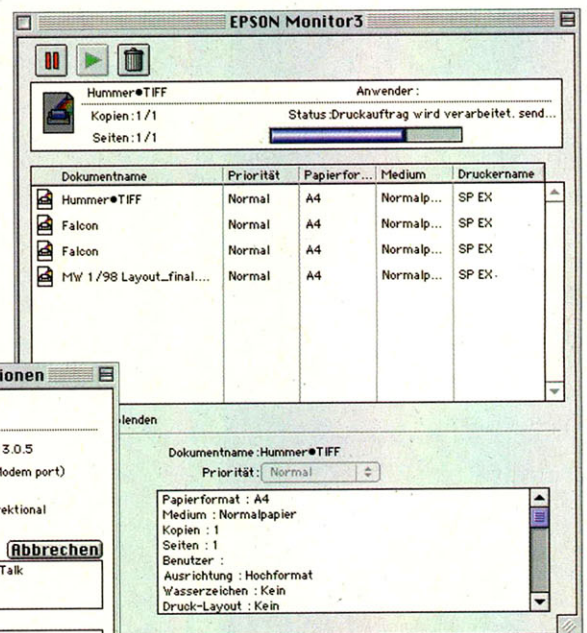 EPSON Monitor3
Hummer●TIFF Anwender:
Kopien:1/1 Status:Druckauftrag wird verarbeitet. send...
Seiten:1/1
Dokumentname Priorität Papierfor... Medium Druckername
Hummer●TIFF Normal A4 Normalp... SP EX
Falcon Normal A4 Normalp... SP EX
Falcon Normal A4 Normalp... SP EX
MW 1/98 Layout_final.... Normal A4 Normalp... SP EX
ionen
lenden
3.0.5
Modem port)
ektional
Abbrechen
Talk
Dokumentname:Hummer●TIFF
Priorität: Normal
Papierformat : A4
Medium : Normalpapier
Kopien : 1
Seiten : 1
Benutzer :
Ausrichtung : Hochformat
Wasserzeichen : Kein
Druck-Layout : Kein